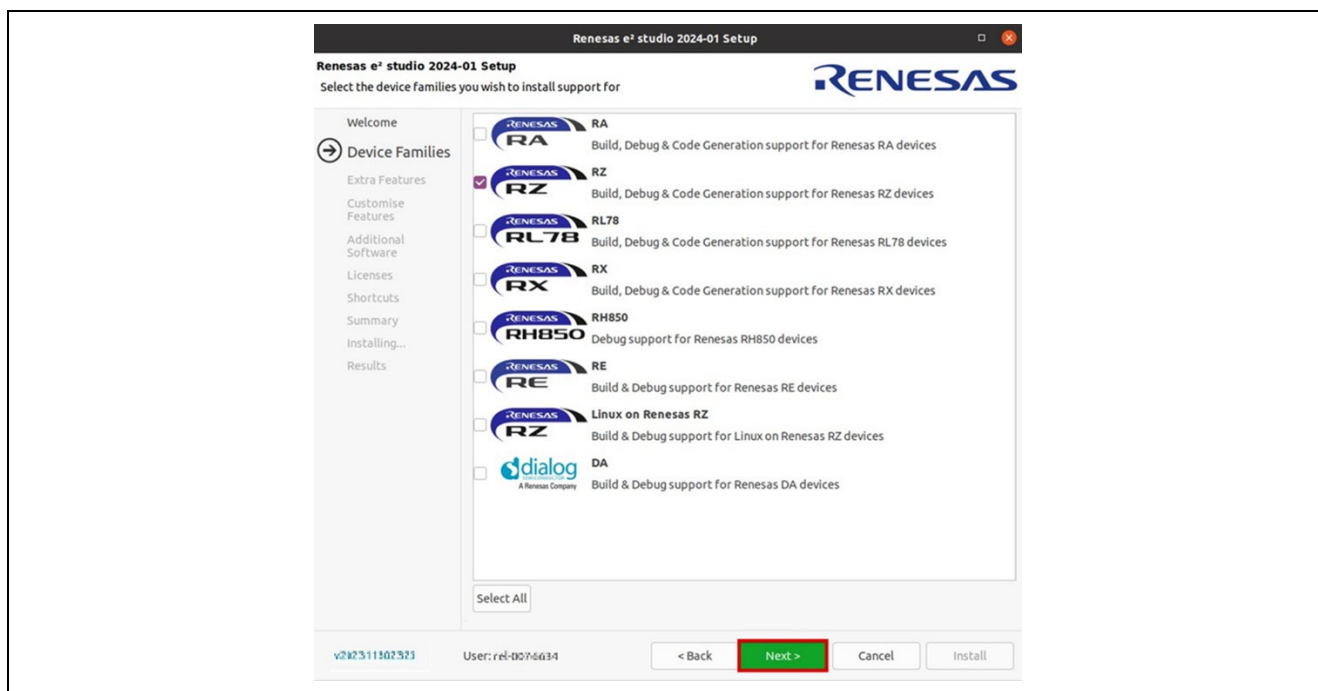 Renesas e² studio 2024-01 Setup
Renesas e² studio 2024-01 Setup
Select the device families you wish to install support for
RENESAS
Welcome
Device Families
Extra Features
Customise
Features
Additional
Software
Licenses
Shortcuts
Summary
Installing...
Results
RENESAS
RA
RA
Build, Debug & Code Generation support for Renesas RA devices
RENESAS
RZ
RZ
Build, Debug & Code Generation support for Renesas RZ devices
RENESAS
RL78
RL78
Build, Debug & Code Generation support for Renesas RL78 devices
RENESAS
RX
RX
Build, Debug & Code Generation support for Renesas RX devices
RENESAS
RH850
RH850
Debug support for Renesas RH850 devices
RENESAS
RE
RE
Build & Debug support for Renesas RE devices
RENESAS
RZ
Linux on Renesas RZ
Build & Debug support for Linux on Renesas RZ devices
dialog
SEMICONDUCTOR
A Renesas Company
DA
Build & Debug support for Renesas DA devices
Select All
User:
< Back
Next >
Cancel
Install